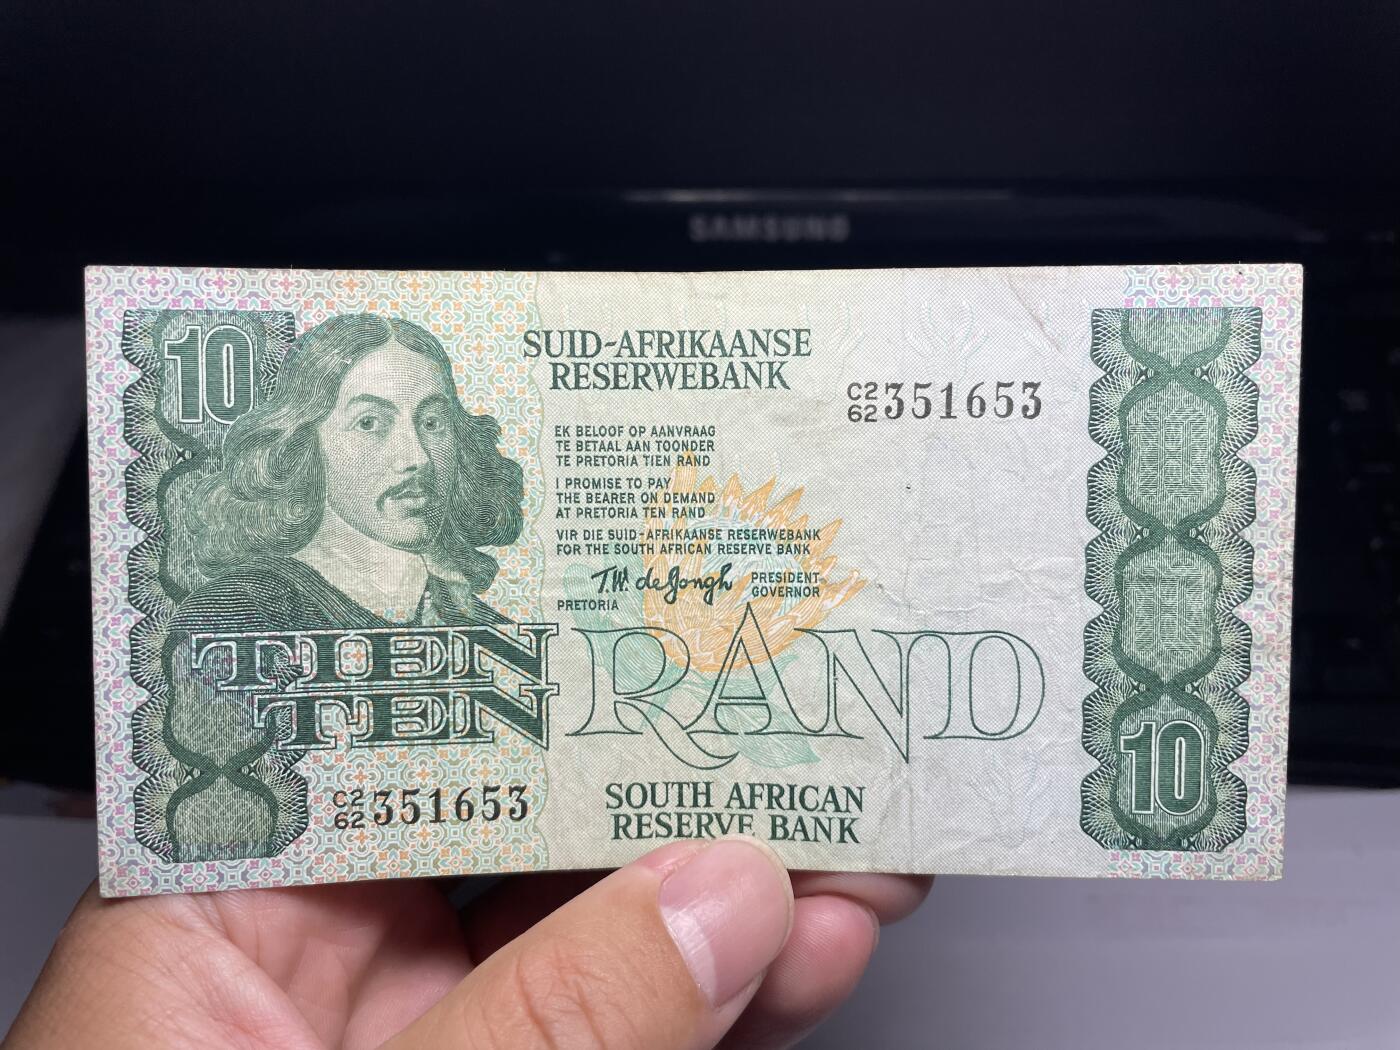 SAMSUNG
10
SUID-AFRIKAANSE
RESERWEBANK
C2
62 351653
EK BELOOF OP AANVRAAG
TE BETAAL AAN TOONDER
TE PRETORIA TIEN RAND
I PROMISE TO PAY
THE BEARER ON DEMAND
AT PRETORIA TEN RAND
VIR DIE SUID-AFRIKAANSE RESERWEBANK
FOR THE SOUTH AFRICAN RESERVE BANK
T.W. de Jongh
PRESIDENT
GOVERNOR
PRETORIA
TIEN
TEN
RAND
10
C2
62 351653
SOUTH AFRICAN
RESERVE BANK